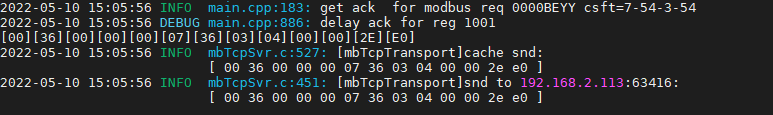 2022-05-10 15:05:56 INFO  main.cpp:183: get ack  for modbus req 0000BEYY csft=7-54-3-54
2022-05-10 15:05:56 DEBUG main.cpp:886: delay ack for reg 1001
[00][36][00][00][00][07][36][03][04][00][00][2E][E0]
2022-05-10 15:05:56 INFO  mbTcpSvr.c:527: [mbTcpTransport]cache snd:
[ 00 36 00 00 00 07 36 03 04 00 00 2e e0 ]
2022-05-10 15:05:56 INFO  mbTcpSvr.c:451: [mbTcpTransport]snd to 192.168.2.113:63416:
[ 00 36 00 00 00 07 36 03 04 00 00 2e e0 ]